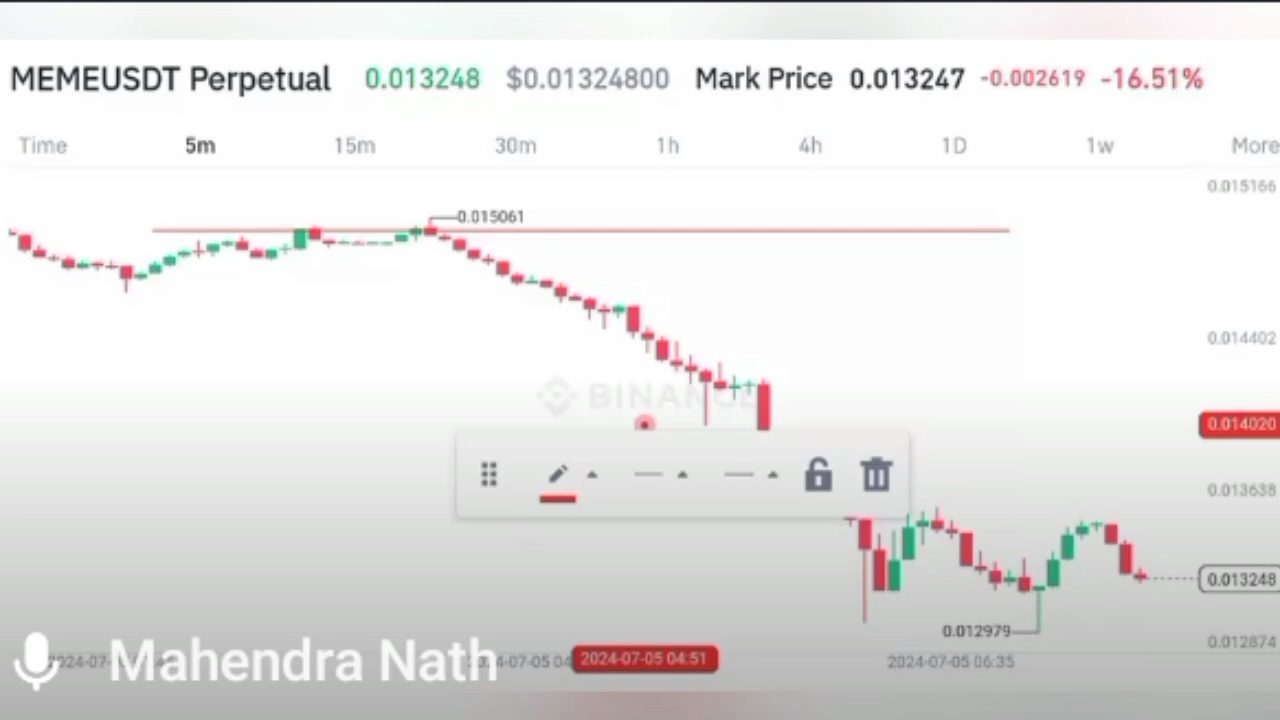 MEMEUSDT Perpetual 0.013248 $0.01324800 Mark Price 0.013247 -0.002619 -16.51%
Time 5m 15m 30m 1h 4h 1D 1w More
0.015166
0.015061
0.014402
BINANCE
0.014020
0.013638
0.013248
0.012979
0.012874
Mahendra Nath
2024-07-05 04:51
2024-07-05 06:35